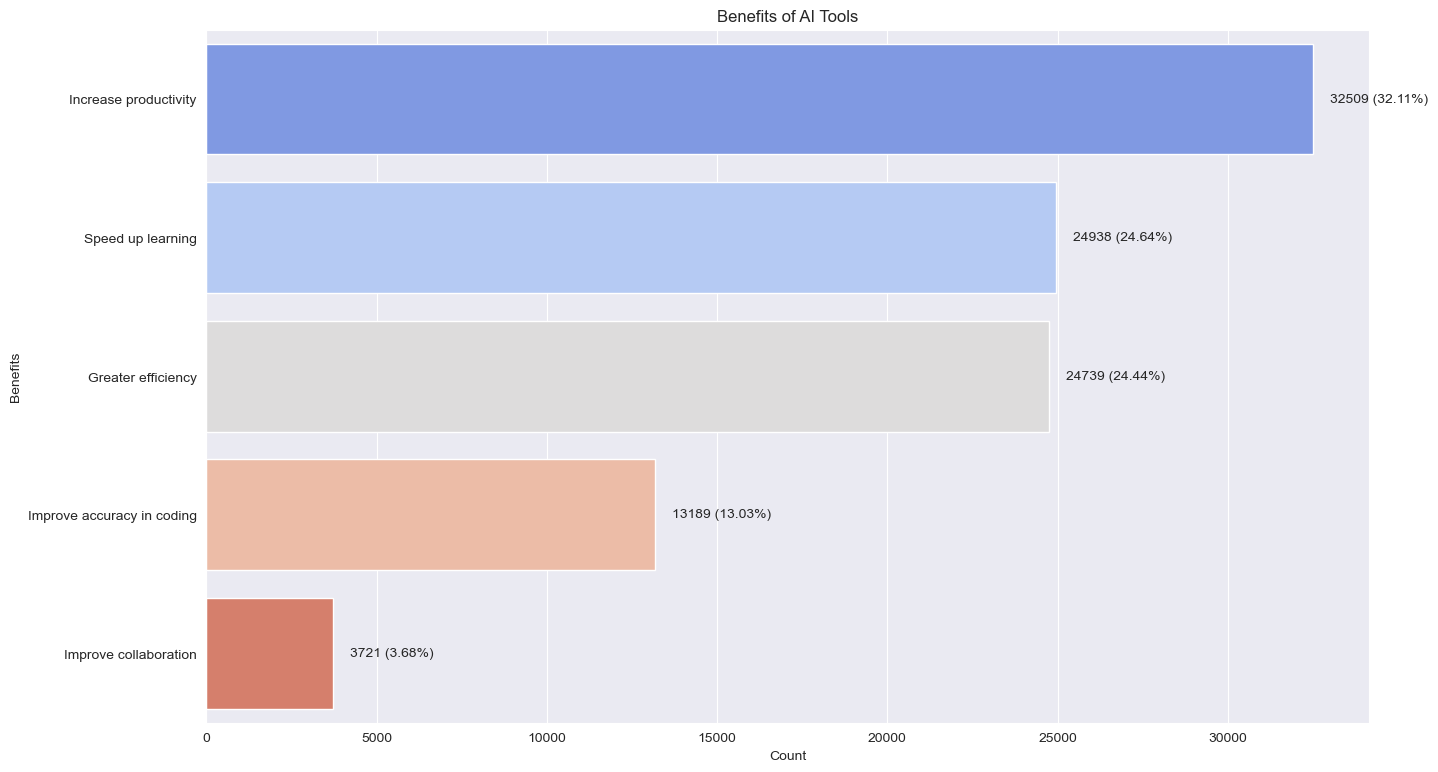 Benefits of AI Tools
Benefits
Increase productivity
32509 (32.11%)
Speed up learning
24938 (24.64%)
Greater efficiency
24739 (24.44%)
Improve accuracy in coding
13189 (13.03%)
Improve collaboration
3721 (3.68%)
0 5000 10000 15000 20000 25000 30000
Count